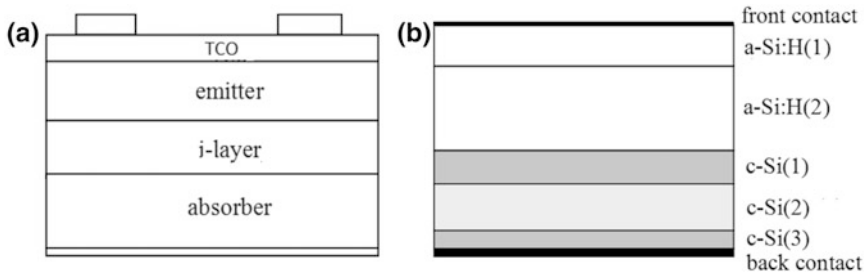 (a)
TCO
emitter
i-layer
absorber
(b)
front contact
a-Si:H(1)
a-Si:H(2)
c-Si(1)
c-Si(2)
c-Si(3)
back contact